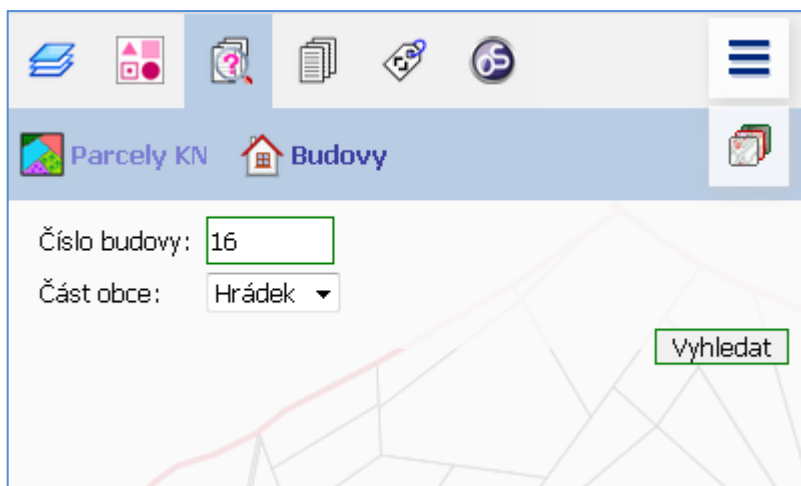 Parcely KN Budovy
Číslo budovy: 16
Část obce: Hrádek
Vyhledat